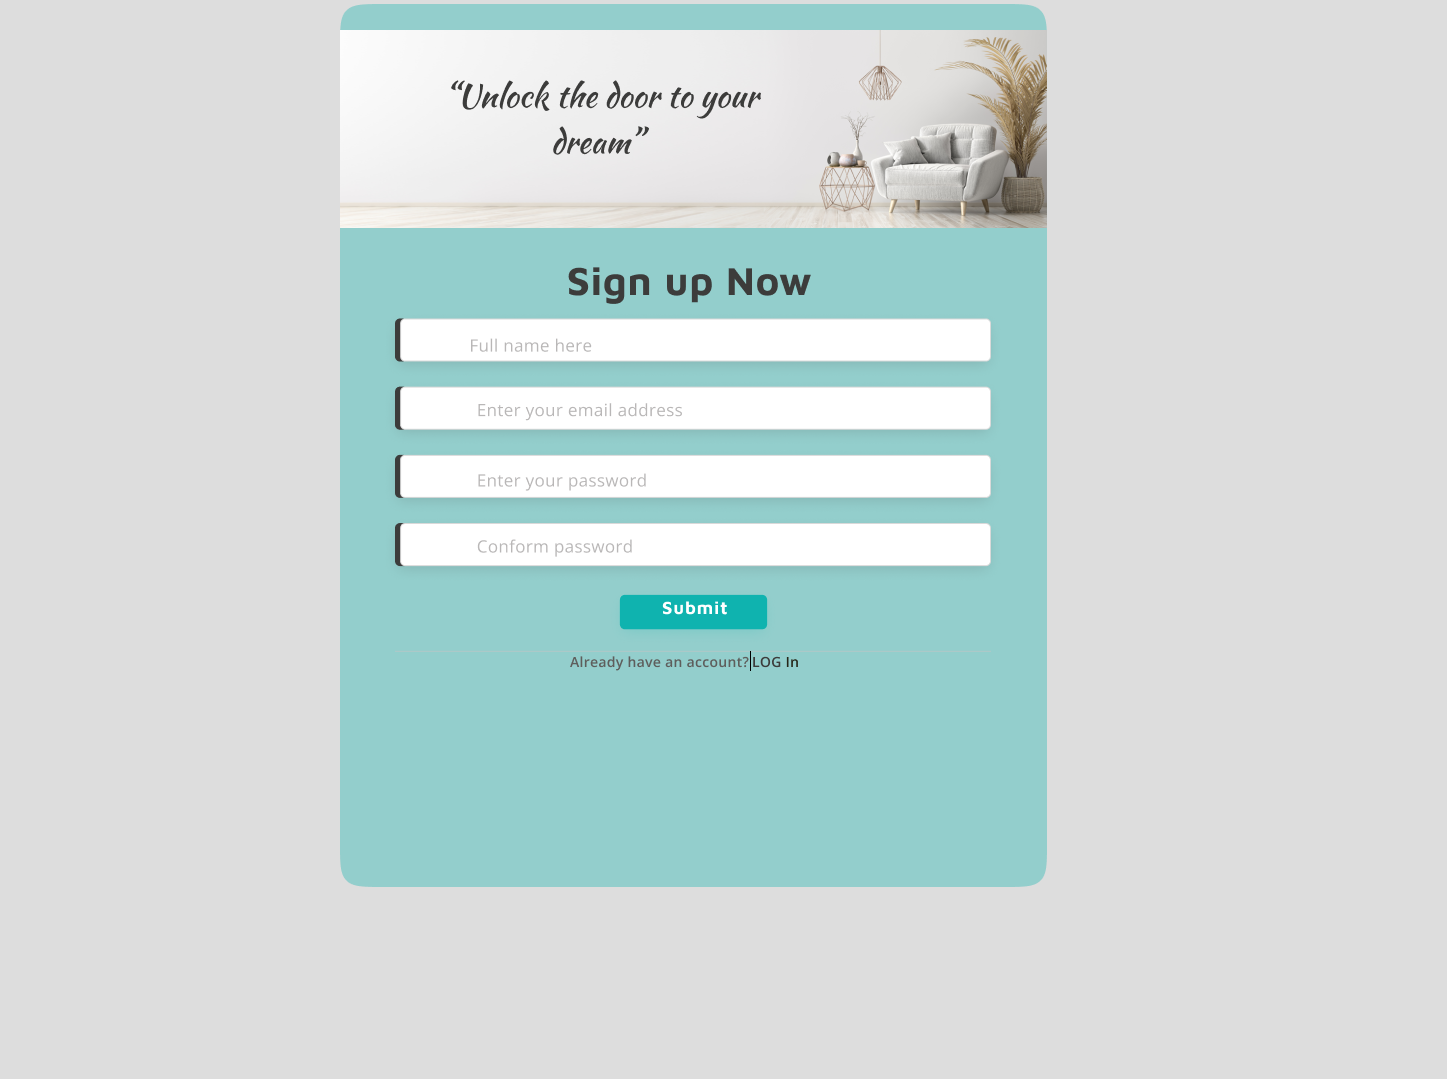 “Unlock the door to your
dream”
Sign up Now
Full name here
Enter your email address
Enter your password
Conform password
Submit
Already have an account?|LOG In